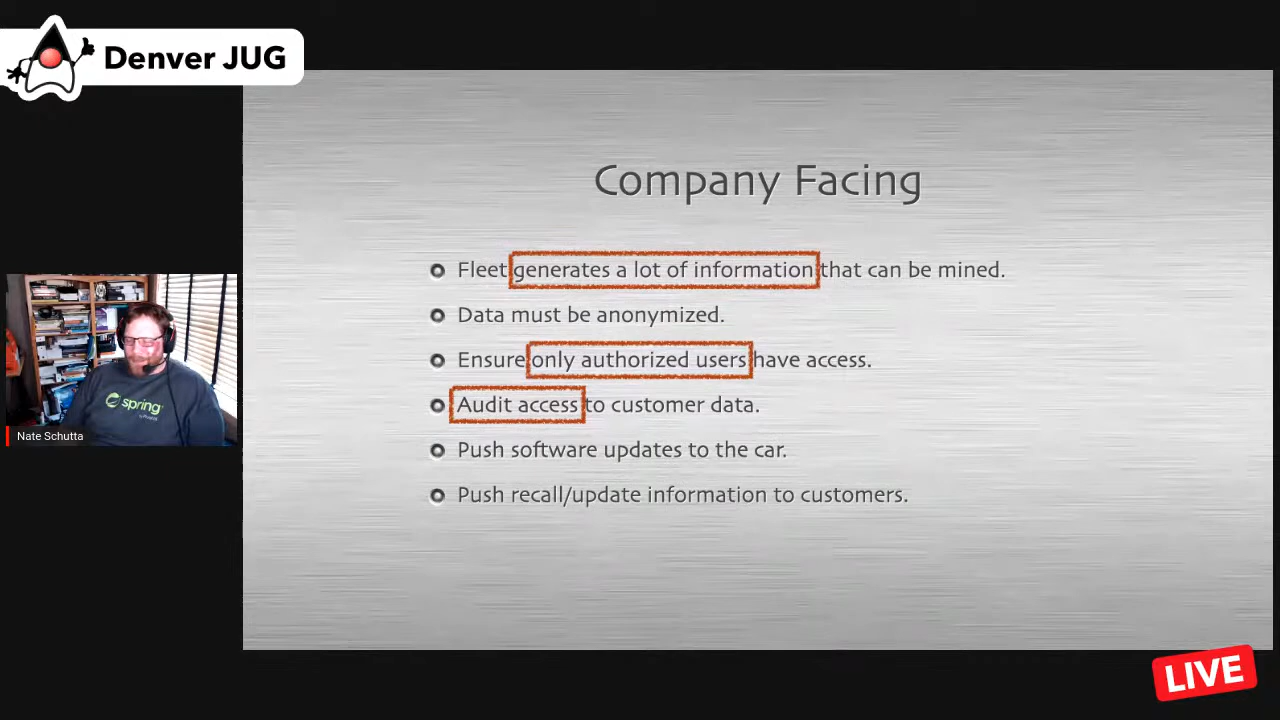 Denver JUG
Company Facing
Fleet generates a lot of information that can be mined.
Data must be anonymized.
Ensure only authorized users have access.
Audit access to customer data.
Push software updates to the car.
Push recall/update information to customers.
spring
Nate Schutta
LIVE